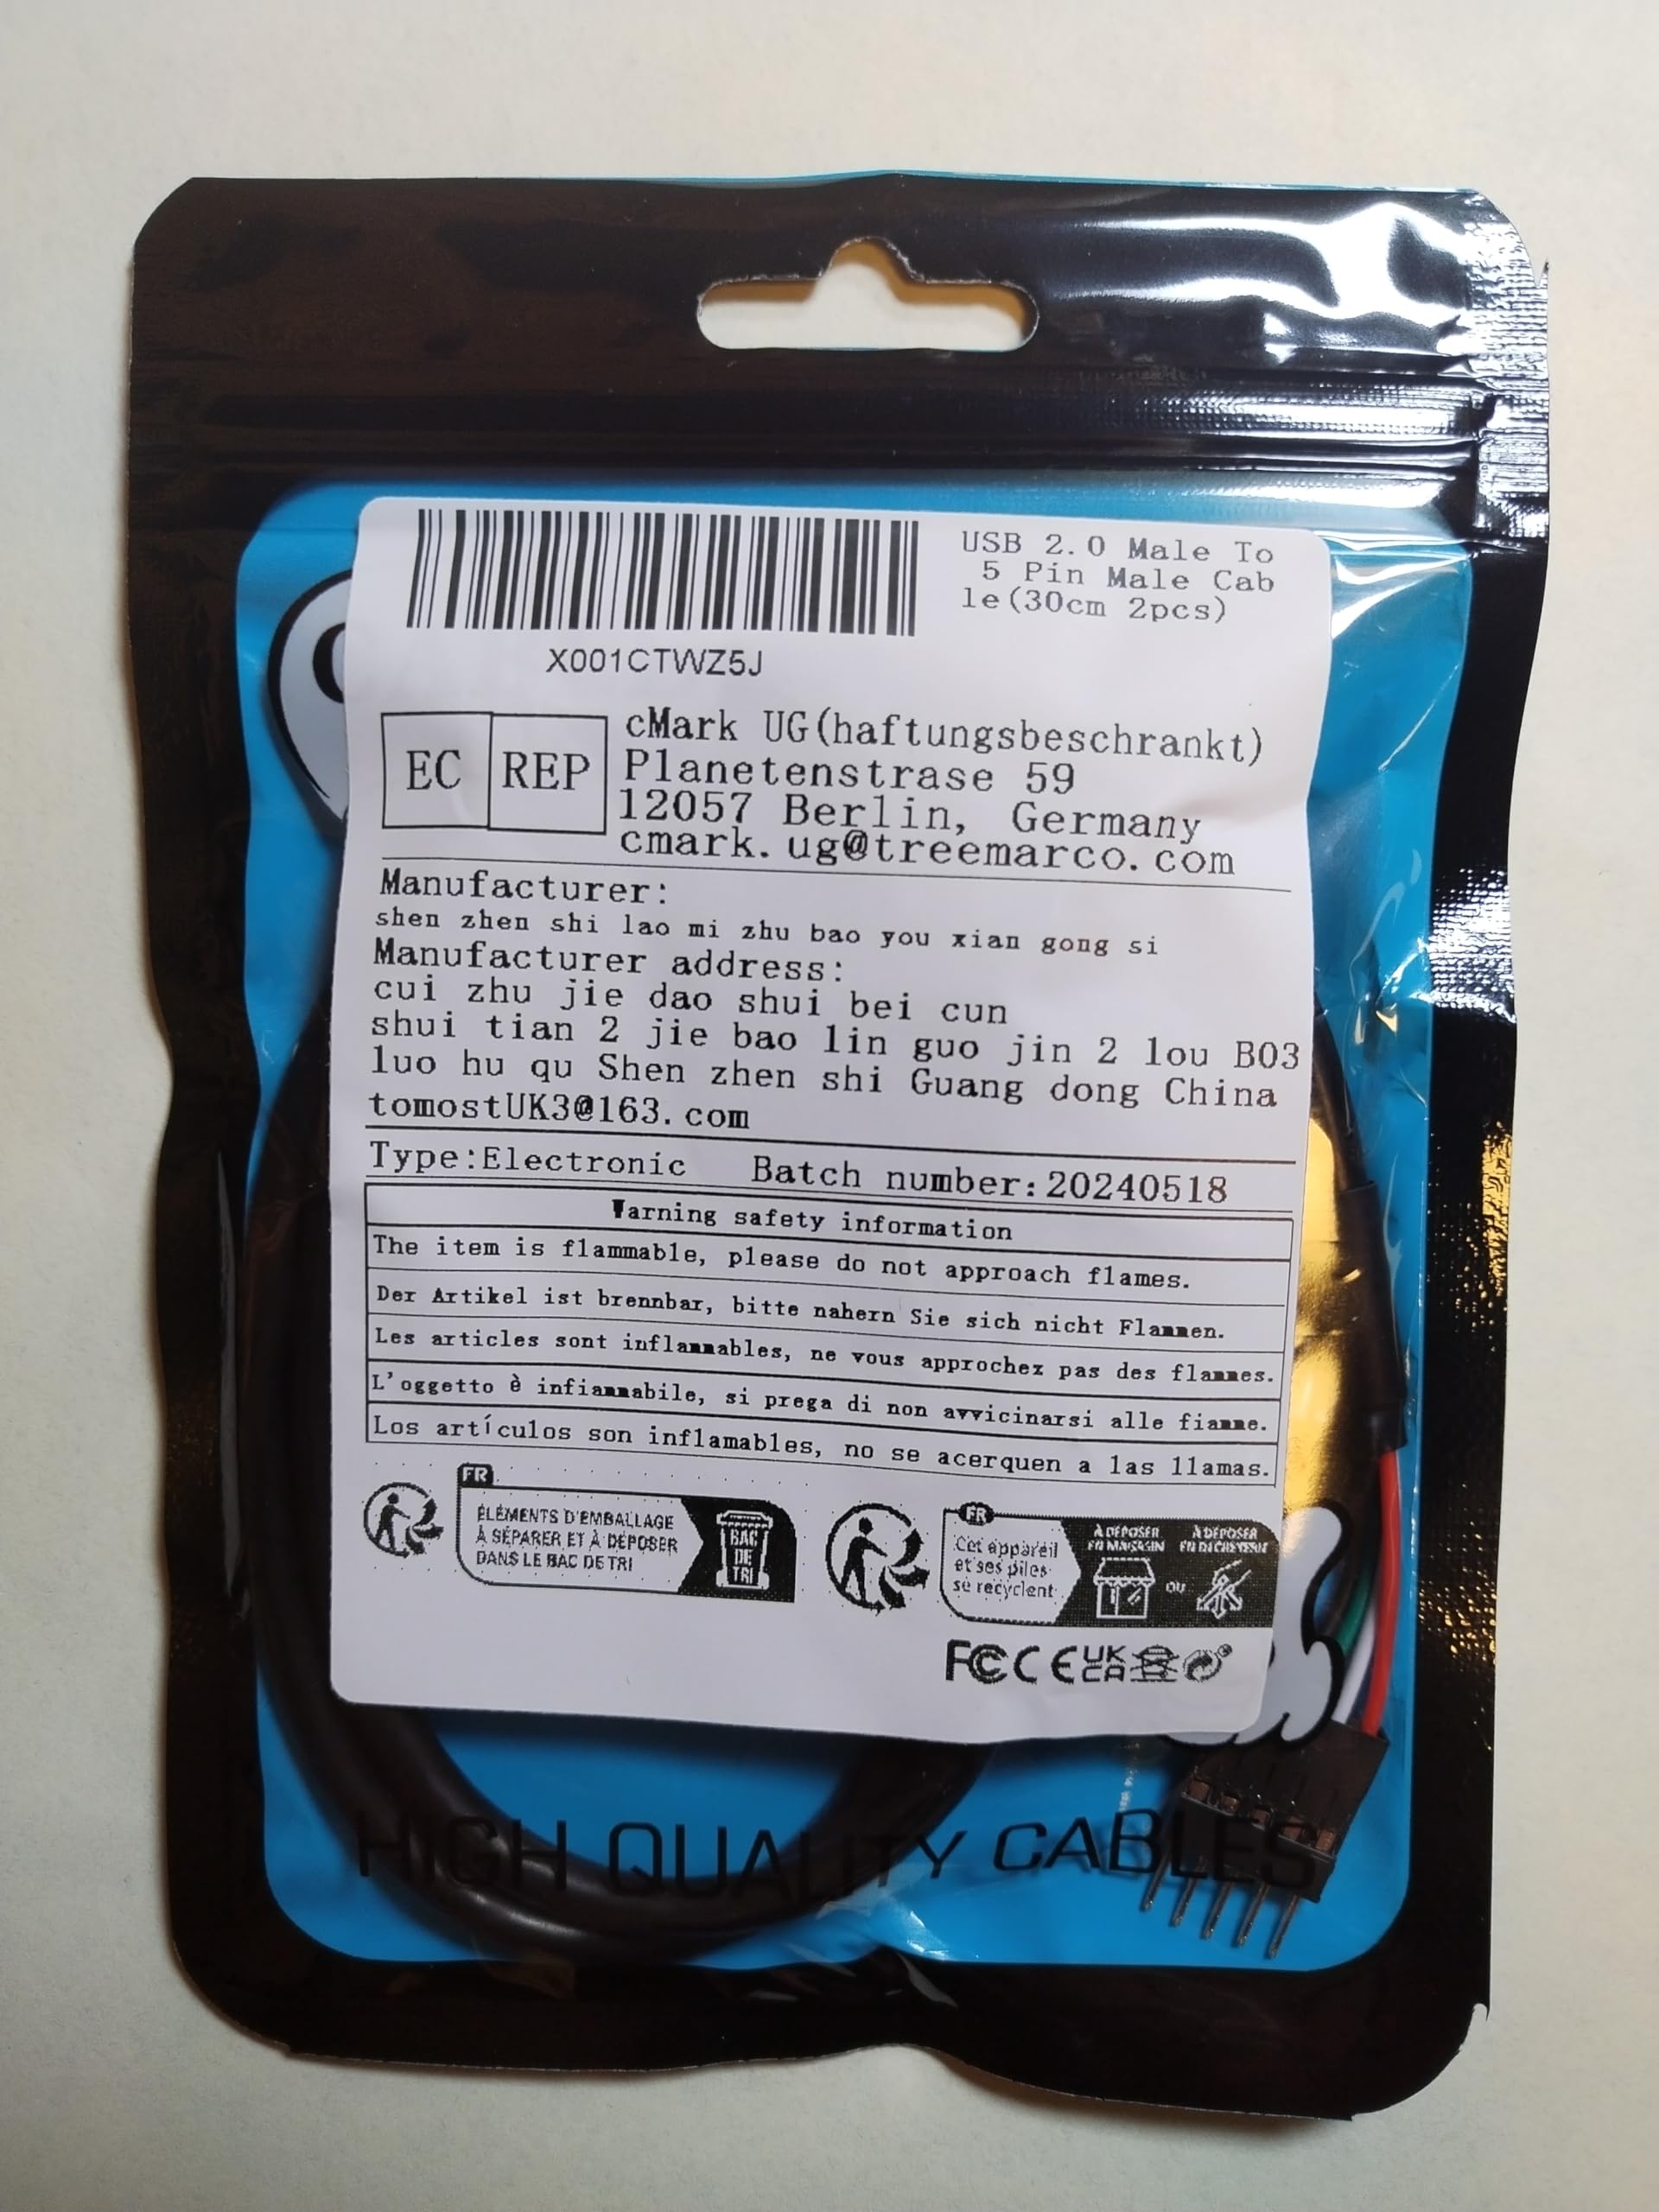 USB 2.0 Male To
5 Pin Male Cab
le(30cm 2pcs)
X001CTWZ5J
EC REP
cMark UG(haftungsbeschrankt)
Planetenstrase 59
12057 Berlin, Germany
cmark.ug@treemarco.com
Manufacturer:
shen zhen shi lao mi zhu bao you xian gong si
Manufacturer address:
cui zhu jie dao shui bei cun
shui tian 2 jie bao lin guo jin 2 lou B03
luo hu qu Shen zhen shi Guang dong China
tomostUK3@163.com
Type:Electronic Batch number:20240518
Warning safety information
The item is flammable, please do not approach flames.
Der Artikel ist brennbar, bitte nahern Sie sich nicht Flammen.
Les articles sont inflammables, ne vous approchez pas des flammes.
L'oggetto è infiammabile, si prega di non avvicinarsi alle fiamme.
Los artículos son inflamables, no se acerquen a las llamas.
FR
ÉLÉMENTS D'EMBALLAGE
À SÉPARER ET À DÉPOSER
DANS LE BAC DE TRI
BAC
DE
TRI
FR
Cet appareil
et ses piles
se recyclent
À DÉPOSER
EN MAGASIN
OU
À DÉPOSER
EN DÉCHÈTERIE
FC CE UK
CA
HIGH QUALITY CABLES